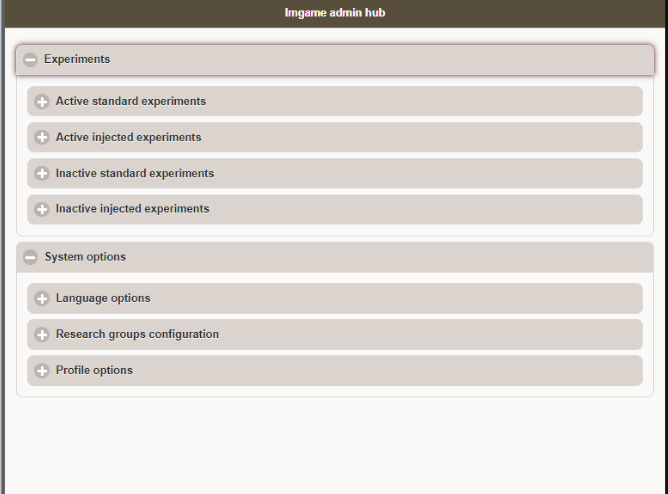 Imgame admin hub
Experiments
Active standard experiments
Active injected experiments
Inactive standard experiments
Inactive injected experiments
System options
Language options
Research groups configuration
Profile options